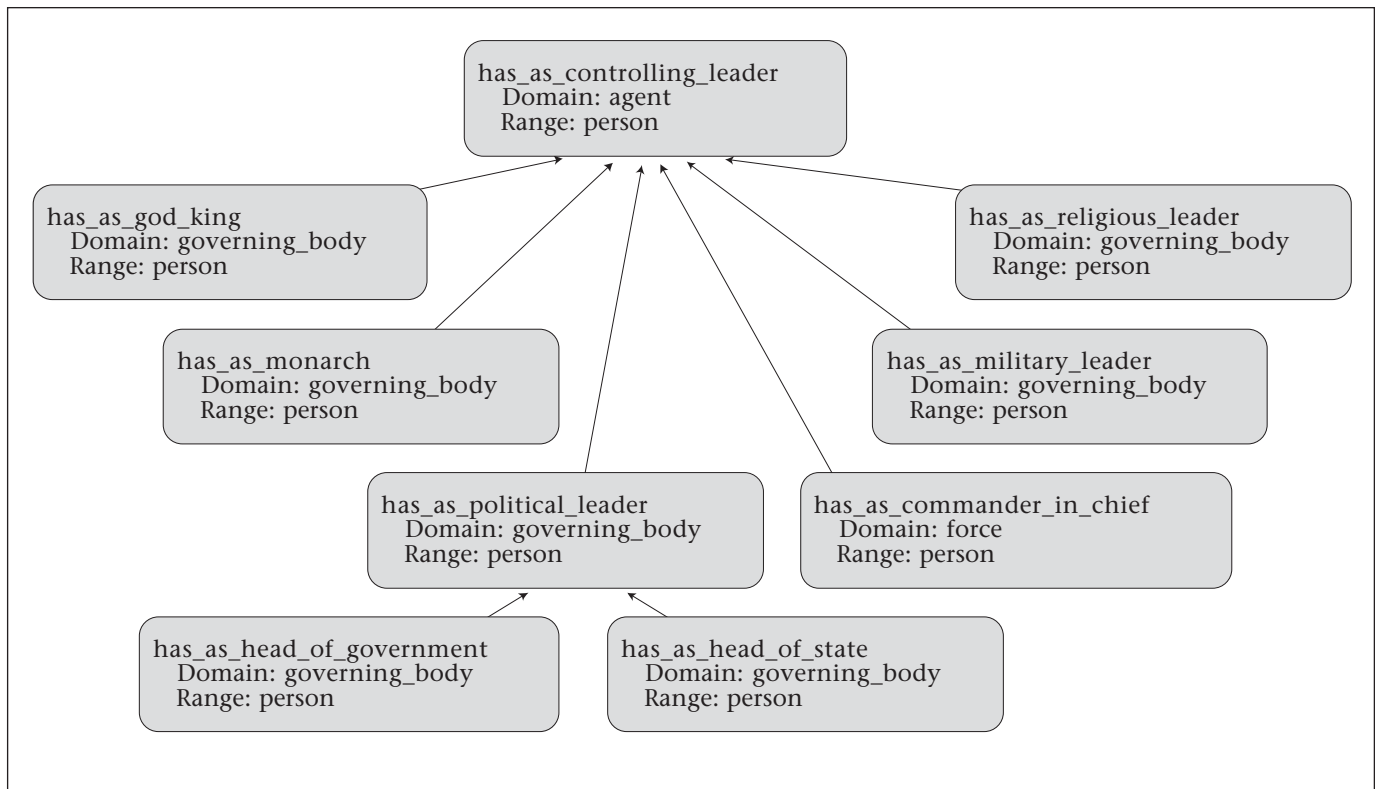 has_as_controlling_leader
Domain: agent
Range: person
has_as_god_king
Domain: governing_body
Range: person
has_as_religious_leader
Domain: governing_body
Range: person
has_as_monarch
Domain: governing_body
Range: person
has_as_military_leader
Domain: governing_body
Range: person
has_as_political_leader
Domain: governing_body
Range: person
has_as_commander_in_chief
Domain: force
Range: person
has_as_head_of_government
Domain: governing_body
Range: person
has_as_head_of_state
Domain: governing_body
Range: person